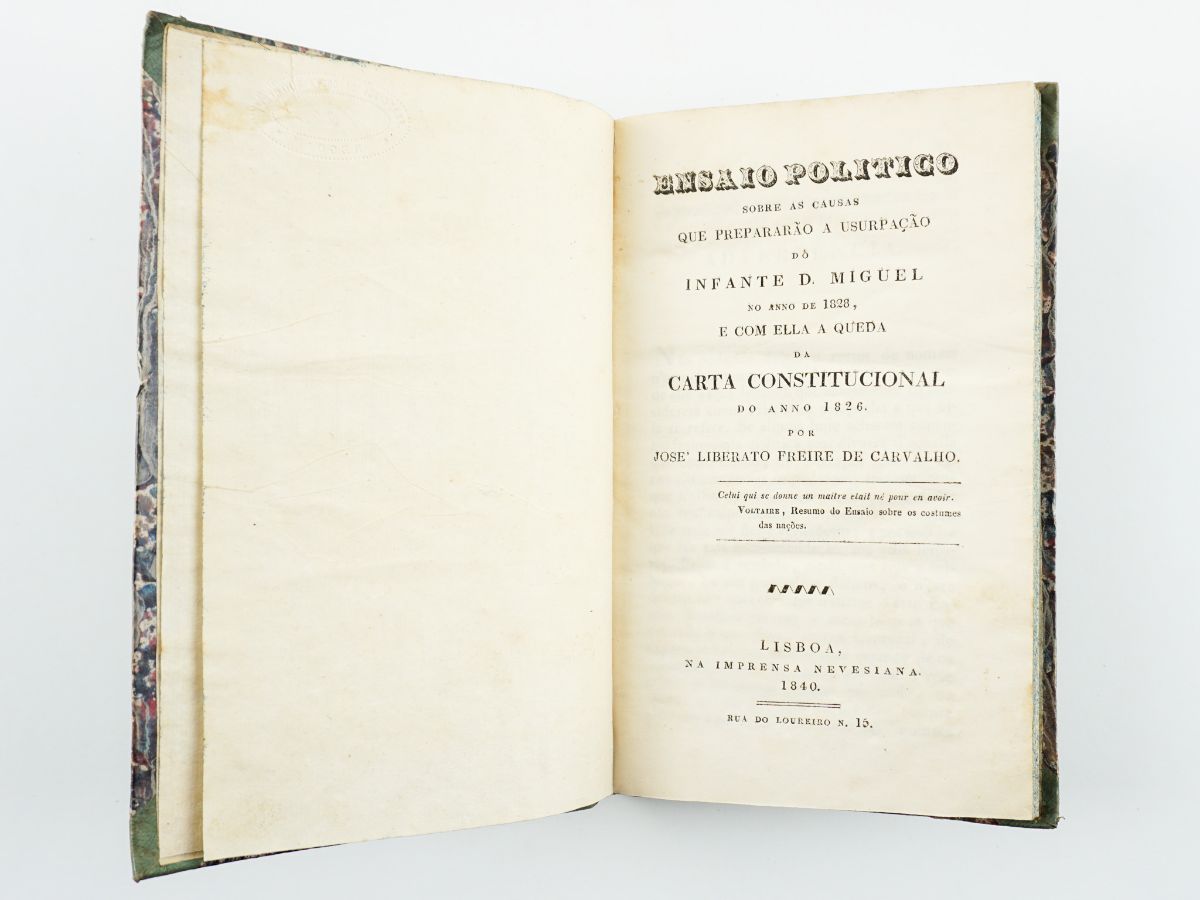 ENSAIO POLITICO
SOBRE AS CAUSAS
QUE PREPARARÃO A USURPAÇÃO
DO
INFANTE D. MIGUEL
NO ANNO DE 1828,
E COM ELLA A QUEDA
DA
CARTA CONSTITUCIONAL
DO ANNO 1826.
POR
JOSE' LIBERATO FREIRE DE CARVALHO.
Celui qui se donne un maitre etait né pour en avoir.
VOLTAIRE, Resumo do Ensaio sobre os costumes
das nações.
LISBOA,
NA IMPRENSA NEVESIANA.
1840.
RUA DO LOUREIRO N. 15.